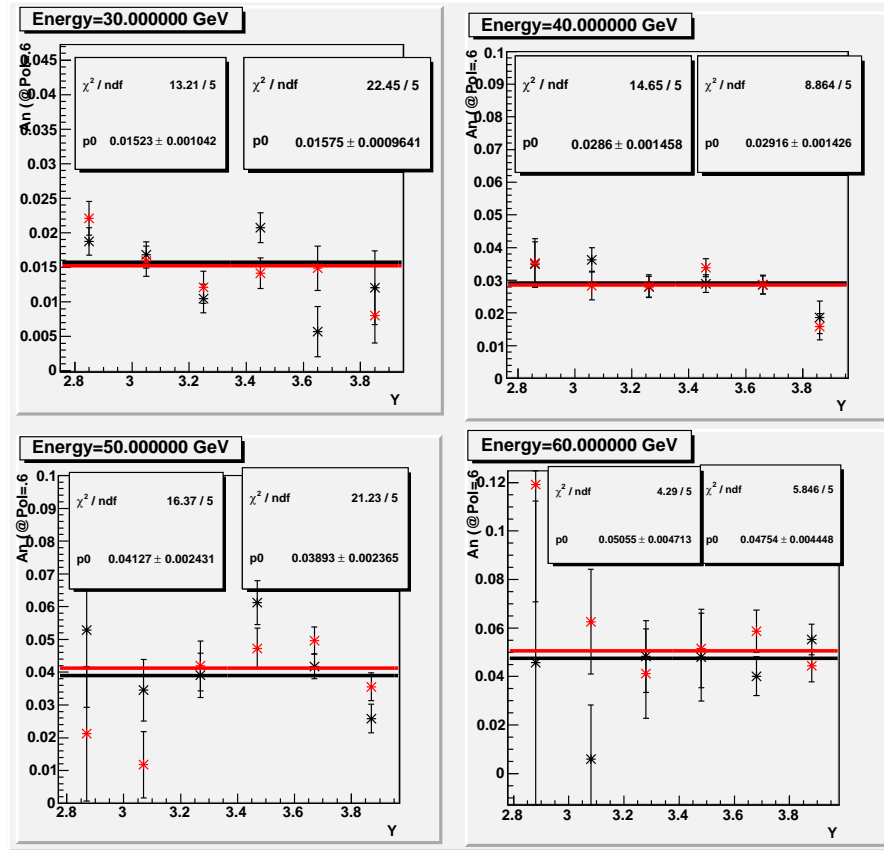 Energy=30.000000 GeV
An (@Pol=.6
χ² / ndf 13.21 / 5
p0 0.01523 ± 0.001042
χ² / ndf 22.45 / 5
p0 0.01575 ± 0.0009641
0.045
0.035
0.03
0.025
0.02
0.015
0.01
0.005
0
2.8 3 3.2 3.4 3.6 3.8
Y
Energy=40.000000 GeV
An (@Pol=.6
χ² / ndf 14.65 / 5
p0 0.0286 ± 0.001458
χ² / ndf 8.864 / 5
p0 0.02916 ± 0.001426
0.1
0.09
0.08
0.07
0.06
0.05
0.04
0.03
0.02
0.01
0
2.8 3 3.2 3.4 3.6 3.8
Y
Energy=50.000000 GeV
An (@Pol=.6
χ² / ndf 16.37 / 5
p0 0.04127 ± 0.002431
χ² / ndf 21.23 / 5
p0 0.03893 ± 0.002365
0.1
0.09
0.08
0.07
0.06
0.05
0.04
0.03
0.02
0.01
0
2.8 3 3.2 3.4 3.6 3.8
Y
Energy=60.000000 GeV
An (@Pol=.6
χ² / ndf 4.29 / 5
p0 0.05055 ± 0.004713
χ² / ndf 5.846 / 5
p0 0.04754 ± 0.004448
0.12
0.1
0.08
0.06
0.04
0.02
0
2.8 3 3.2 3.4 3.6 3.8
Y